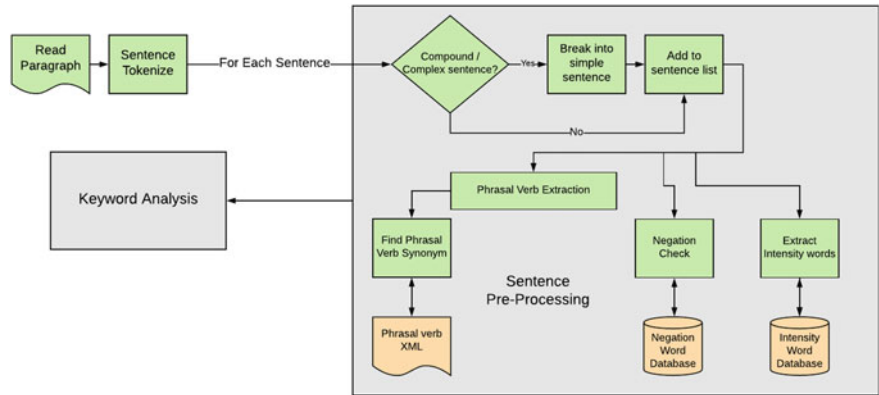 Read
Paragraph
Sentence
Tokenize
For Each Sentence
Compound /
Complex sentence?
Yes
Break into
simple
sentence
Add to
sentence list
No
Phrasal Verb Extraction
Keyword Analysis
Find Phrasal
Verb Synonym
Negation
Check
Extract
Intensity words
Sentence
Pre-Processing
Phrasal verb
XML
Negation
Word
Database
Intensity
Word
Database